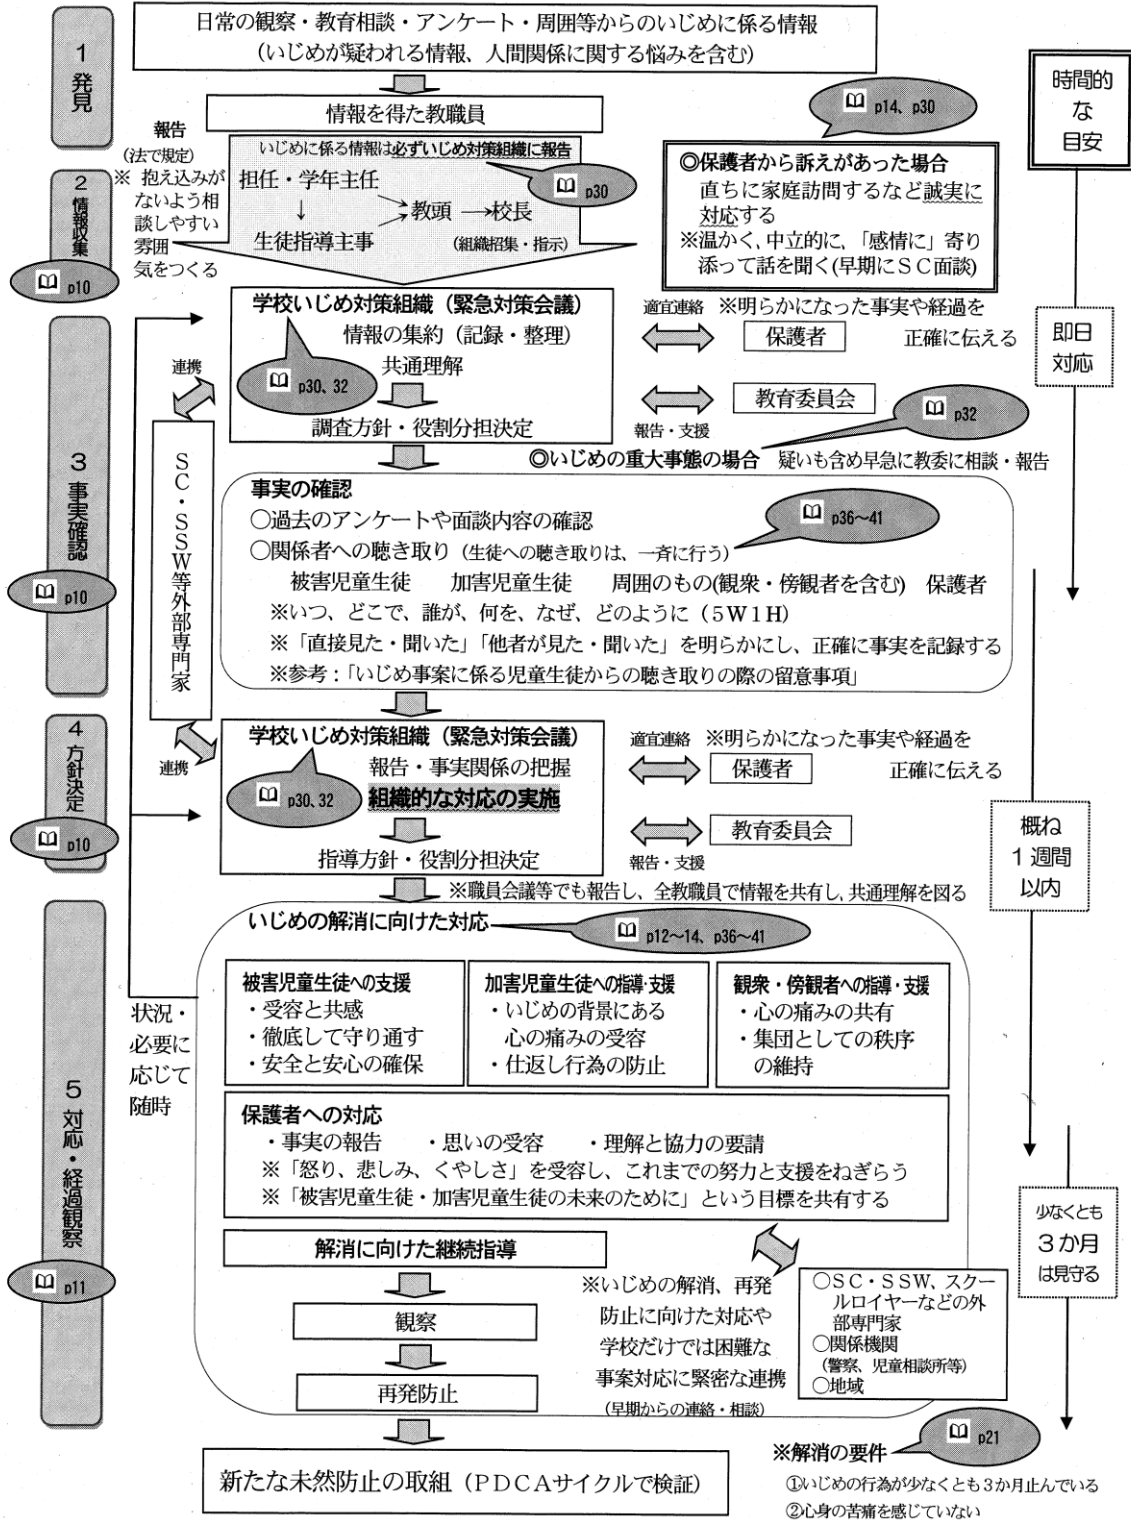 日常の観察・教育相談・アンケート・周囲等からのいじめに係る情報
(いじめが疑われる情報、人間関係に関する悩みを含む)
1 発見
時間的
な
目安
情報を得た教職員
p14、p30
報告
(法で規定)
※ 抱え込みが
ないよう相
談しやすい
雰囲
気をつくる
いじめに係る情報は必ずいじめ対策組織に報告
p30
担任・学年主任
↓
生徒指導主事
教頭 →校長
(組織招集・指示)
◎保護者から訴えがあった場合
直ちに家庭訪問するなど誠実に
対応する
※温かく、中立的に、「感情に」寄り
添って話を聞く(早期にSC面談)
2 情報収集
p10
学校いじめ対策組織(緊急対策会議)
情報の集約(記録・整理)
共通理解
p30、32
調査方針・役割分担決定
連携
適宜連絡 ※明らかになった事実や経過を
保護者 正確に伝える
教育委員会
報告・支援
p32
即日
対応
◎いじめの重大事態の場合 疑いも含め早急に教委に相談・報告
3 事実確認
p10
SC・SSW等外部専門家
事実の確認
○過去のアンケートや面談内容の確認
p36～41
○関係者への聴き取り(生徒への聴き取りは、一斉に行う)
被害児童生徒 加害児童生徒 周囲のもの(観衆・傍観者を含む) 保護者
※いつ、どこで、誰が、何を、なぜ、どのように(5W1H)
※「直接見た・聞いた」「他者が見た・聞いた」を明らかにし、正確に事実を記録する
※参考:「いじめ事案に係る児童生徒からの聴き取りの際の留意事項」
4 方針決定
p10
連携
学校いじめ対策組織(緊急対策会議)
報告・事実関係の把握
p30、32
組織的な対応の実施
指導方針・役割分担決定
適宜連絡 ※明らかになった事実や経過を
保護者 正確に伝える
教育委員会
報告・支援
概ね
1週間
以内
※職員会議等でも報告し、全教職員で情報を共有し、共通理解を図る
5 対応・経過観察
p11
いじめの解消に向けた対応
p12～14、p36～41
状況・
必要に
応じて
随時
被害児童生徒への支援
・受容と共感
・徹底して守り通す
・安全と安心の確保
加害児童生徒への指導・支援
・いじめの背景にある
心の痛みの受容
・仕返し行為の防止
観衆・傍観者への指導・支援
・心の痛みの共有
・集団としての秩序
の維持
保護者への対応
・事実の報告 ・思いの受容 ・理解と協力の要請
※「怒り、悲しみ、くやしさ」を受容し、これまでの努力と支援をねぎらう
※「被害児童生徒・加害児童生徒の未来のために」という目標を共有する
少なくとも
3か月
は見守る
解消に向けた継続指導
観察
再発防止
※いじめの解消、再発
防止に向けた対応や
学校だけでは困難な
事案対応に緊密な連携
(早期からの連絡・相談)
○SC・SSW、スクー
ルロイヤーなどの外
部専門家
○関係機関
(警察、児童相談所等)
○地域
新たな未然防止の取組(PDCAサイクルで検証)
p21
※解消の要件
①いじめの行為が少なくとも3か月止んでいる
②心身の苦痛を感じていない